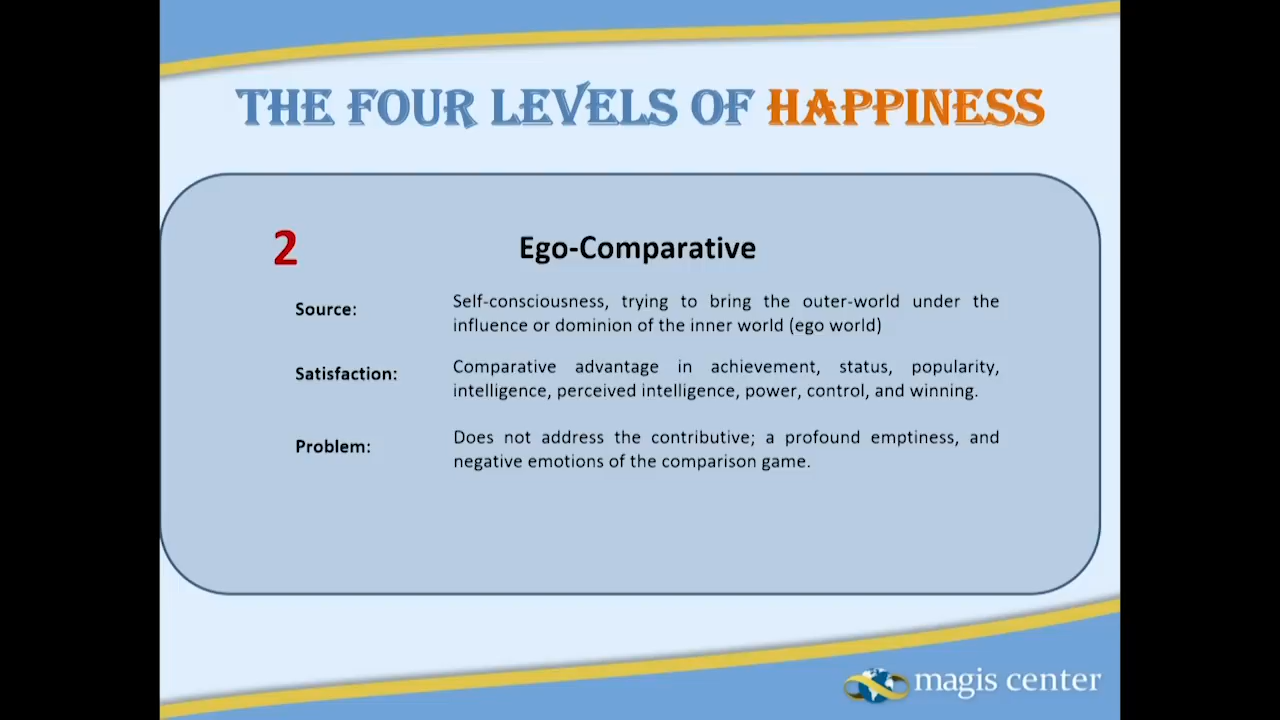 THE FOUR LEVELS OF HAPPINESS
2 Ego-Comparative
Source: Self-consciousness, trying to bring the outer-world under the
influence or dominion of the inner world (ego world)
Satisfaction: Comparative advantage in achievement, status, popularity,
intelligence, perceived intelligence, power, control, and winning.
Problem: Does not address the contributive; a profound emptiness, and
negative emotions of the comparison game.
magis center